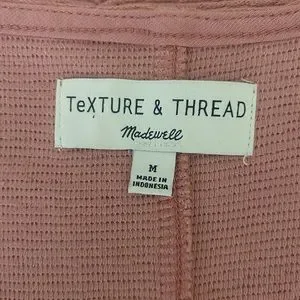 TeXTURE & THREAD
Madewell
M
MADE IN
INDONESIA